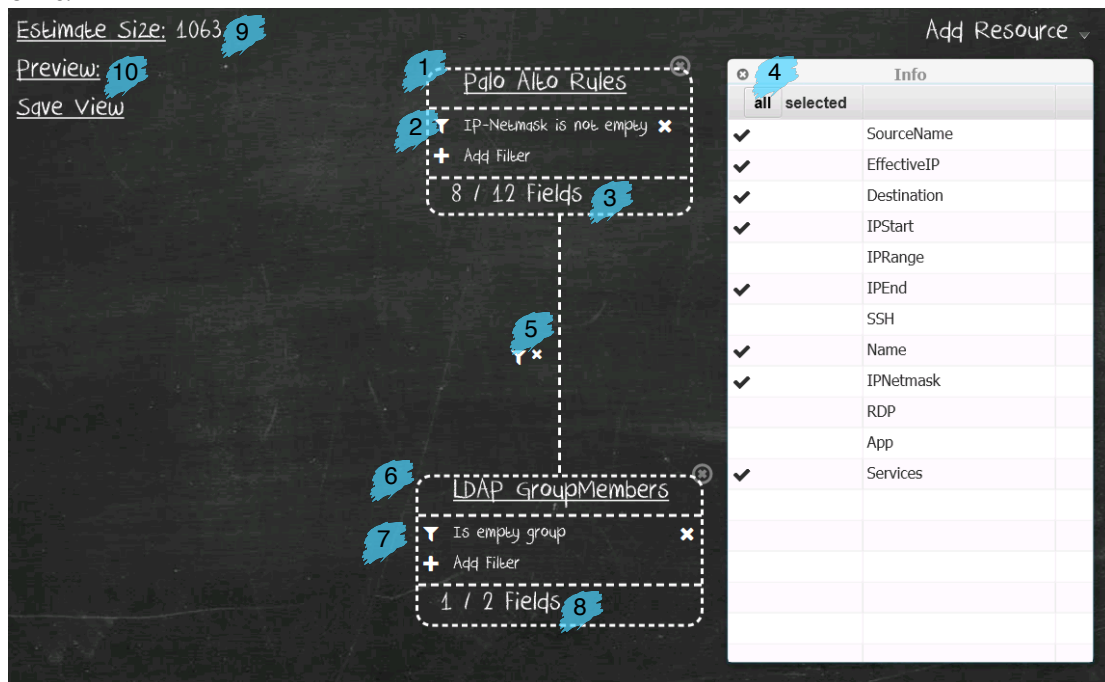 Estimate Size: 1063
9
Preview:
10
Save View
Add Resource
1
Palo Alto Rules
2
IP-Netmask is not empty
Add Filter
8 / 12 Fields
3
5
6
LDAP GroupMembers
7
Is empty group
Add Filter
1 / 2 Fields
8
4
Info
all selected
SourceName
EffectiveIP
Destination
IPStart
IPRange
IPEnd
SSH
Name
IPNetmask
RDP
App
Services